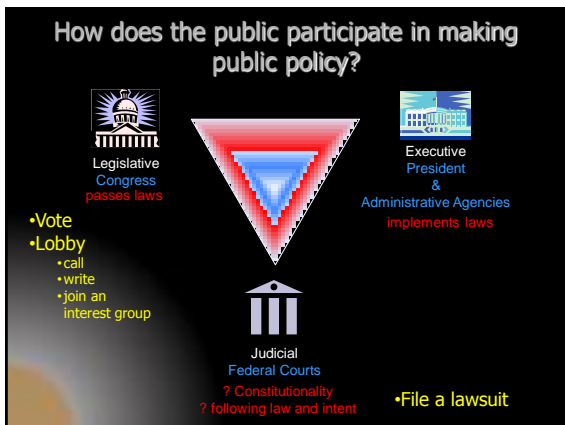 How does the public participate in making
public policy?
Legislative
Congress
passes laws
•Vote
•Lobby
•call
•write
•join an
interest group
Executive
President
&
Administrative Agencies
implements laws
Judicial
Federal Courts
? Constitutionality
? following law and intent
•File a lawsuit